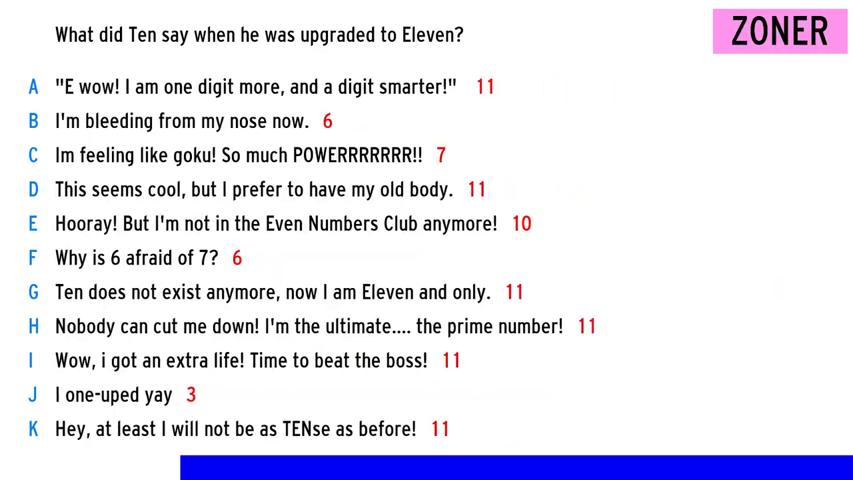 What did Ten say when he was upgraded to Eleven?
ZONER
A "E wow! I am one digit more, and a digit smarter!" 11
B I'm bleeding from my nose now. 6
C Im feeling like goku! So much POWERRRRRRR!! 7
D This seems cool, but I prefer to have my old body. 11
E Hooray! But I'm not in the Even Numbers Club anymore! 10
F Why is 6 afraid of 7? 6
G Ten does not exist anymore, now I am Eleven and only. 11
H Nobody can cut me down! I'm the ultimate.... the prime number! 11
I Wow, i got an extra life! Time to beat the boss! 11
J I one-uped yay 3
K Hey, at least I will not be as TENse as before! 11